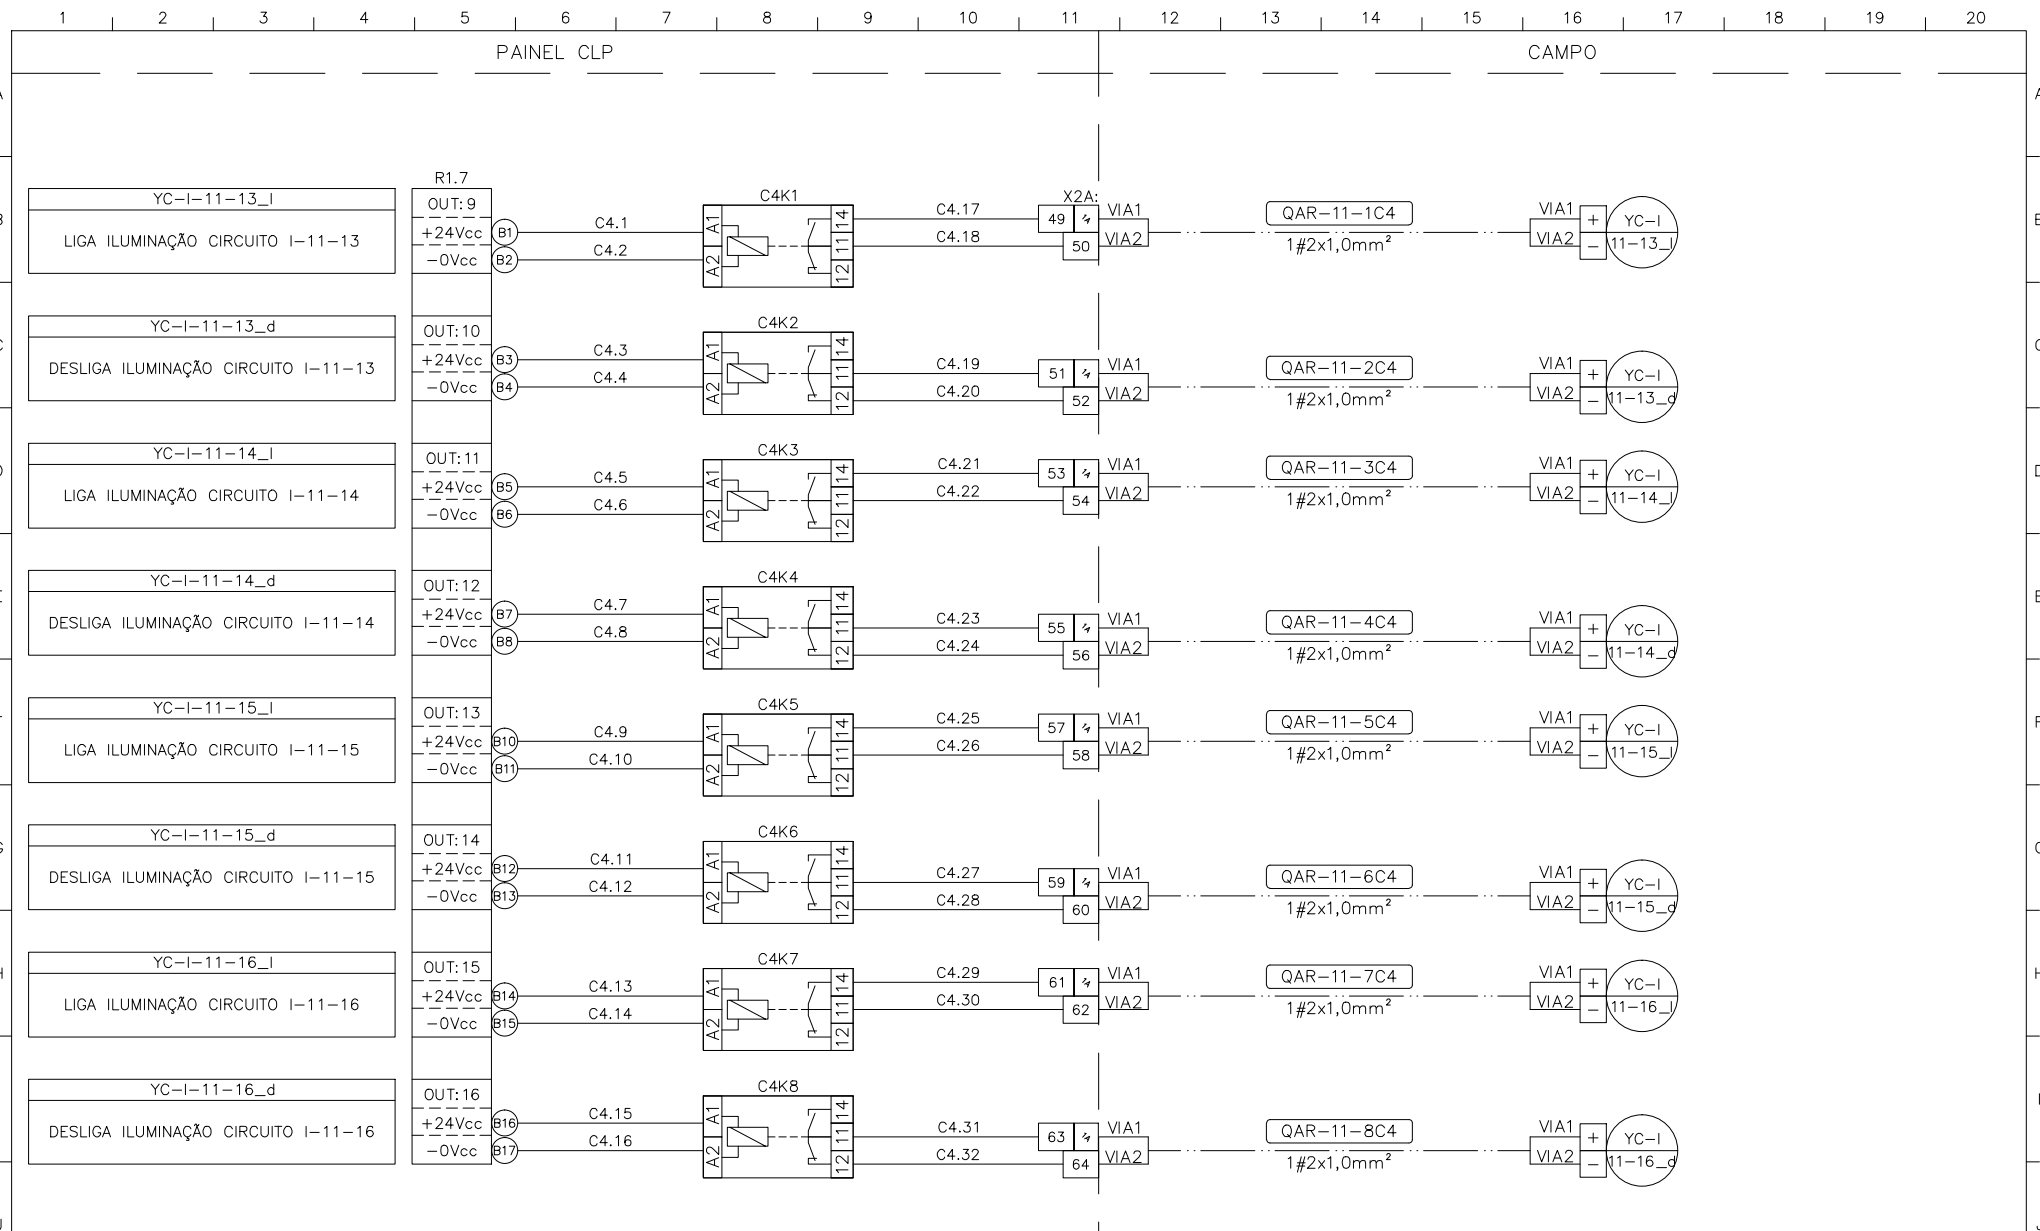 1 2 3 4 5 6 7 8 9 10 11 12 13 14 15 16 17 18 19 20
PAINEL CLP CAMPO
A A
R1.7
YC-I-11-13_l OUT:9 C4K1 X2A:
LIGA ILUMINAÇÃO CIRCUITO I-11-13
+24Vcc B1 C4.1 A1 14 C4.17 49 VIA1 QAR-11-1C4 VIA1 + YC-I
-0Vcc B2 C4.2 A2 11 12 C4.18 50 VIA2 1#2x1,0mm² VIA2 - 11-13_l
YC-I-11-13_d OUT:10 C4K2
DESLIGA ILUMINAÇÃO CIRCUITO I-11-13
+24Vcc B3 C4.3 A1 14 11 C4.19 51 VIA1 QAR-11-2C4 VIA1 + YC-I
-0Vcc B4 C4.4 A2 12 C4.20 52 VIA2 1#2x1,0mm² VIA2 - 11-13_d
YC-I-11-14_l OUT:11 C4K3
LIGA ILUMINAÇÃO CIRCUITO I-11-14
+24Vcc B5 C4.5 A1 14 C4.21 53 VIA1 QAR-11-3C4 VIA1 + YC-I
-0Vcc B6 C4.6 A2 11 12 C4.22 54 VIA2 1#2x1,0mm² VIA2 - 11-14_l
YC-I-11-14_d OUT:12 C4K4
DESLIGA ILUMINAÇÃO CIRCUITO I-11-14
+24Vcc B7 C4.7 A1 14 11 C4.23 55 VIA1 QAR-11-4C4 VIA1 + YC-I
-0Vcc B8 C4.8 A2 12 C4.24 56 VIA2 1#2x1,0mm² VIA2 - 11-14_d
YC-I-11-15_l OUT:13 C4K5
LIGA ILUMINAÇÃO CIRCUITO I-11-15
+24Vcc B10 C4.9 A1 14 C4.25 57 VIA1 QAR-11-5C4 VIA1 + YC-I
-0Vcc B11 C4.10 A2 11 12 C4.26 58 VIA2 1#2x1,0mm² VIA2 - 11-15_l
YC-I-11-15_d OUT:14 C4K6
DESLIGA ILUMINAÇÃO CIRCUITO I-11-15
+24Vcc B12 C4.11 A1 14 11 C4.27 59 VIA1 QAR-11-6C4 VIA1 + YC-I
-0Vcc B13 C4.12 A2 12 C4.28 60 VIA2 1#2x1,0mm² VIA2 - 11-15_d
YC-I-11-16_l OUT:15 C4K7
LIGA ILUMINAÇÃO CIRCUITO I-11-16
+24Vcc B14 C4.13 A1 14 C4.29 61 VIA1 QAR-11-7C4 VIA1 + YC-I
-0Vcc B15 C4.14 A2 11 12 C4.30 62 VIA2 1#2x1,0mm² VIA2 - 11-16_l
YC-I-11-16_d OUT:16 C4K8
DESLIGA ILUMINAÇÃO CIRCUITO I-11-16
+24Vcc B16 C4.15 A1 14 11 C4.31 63 VIA1 QAR-11-8C4 VIA1 + YC-I
-0Vcc B17 C4.16 A2 12 C4.32 64 VIA2 1#2x1,0mm² VIA2 - 11-16_d